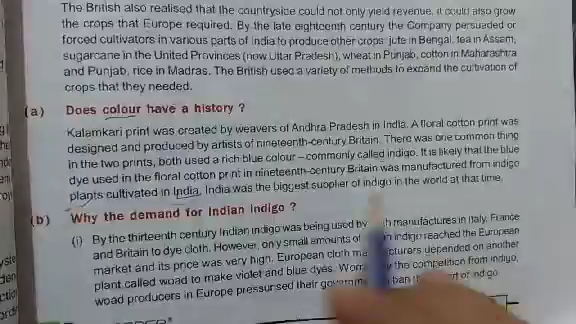 The British also realised that the countryside could not only yield revenue, it could also grow
the crops that Europe required. By the late eighteenth century the Company persuaded or
forced cultivators in various parts of India to produce other crops: jute in Bengal, tea in Assam,
sugarcane in the United Provinces (now Uttar Pradesh), wheat in Punjab, cotton in Maharashtra
and Punjab, rice in Madras. The British used a variety of methods to expand the cultivation of
crops that they needed.
(a) Does colour have a history ?
Kalamkari print was created by weavers of Andhra Pradesh in India. A floral cotton print was
designed and produced by artists of nineteenth-century Britain. There was one common thing
in the two prints, both used a rich blue colour – commonly called indigo. It is likely that the blue
dye used in the floral cotton print in nineteenth-century Britain was manufactured from indigo
plants cultivated in India. India was the biggest supplier of indigo in the world at that time.
(b) Why the demand for Indian Indigo ?
(i) By the thirteenth century Indian indigo was being used by manufactures in Italy, France
and Britain to dye cloth. However, only small amounts of indigo reached the European
market and its price was very high. European cloth depended on another
plant called woad to make violet and blue dyes. the competition from indigo,
woad producers in Europe pressurised their ban of indigo